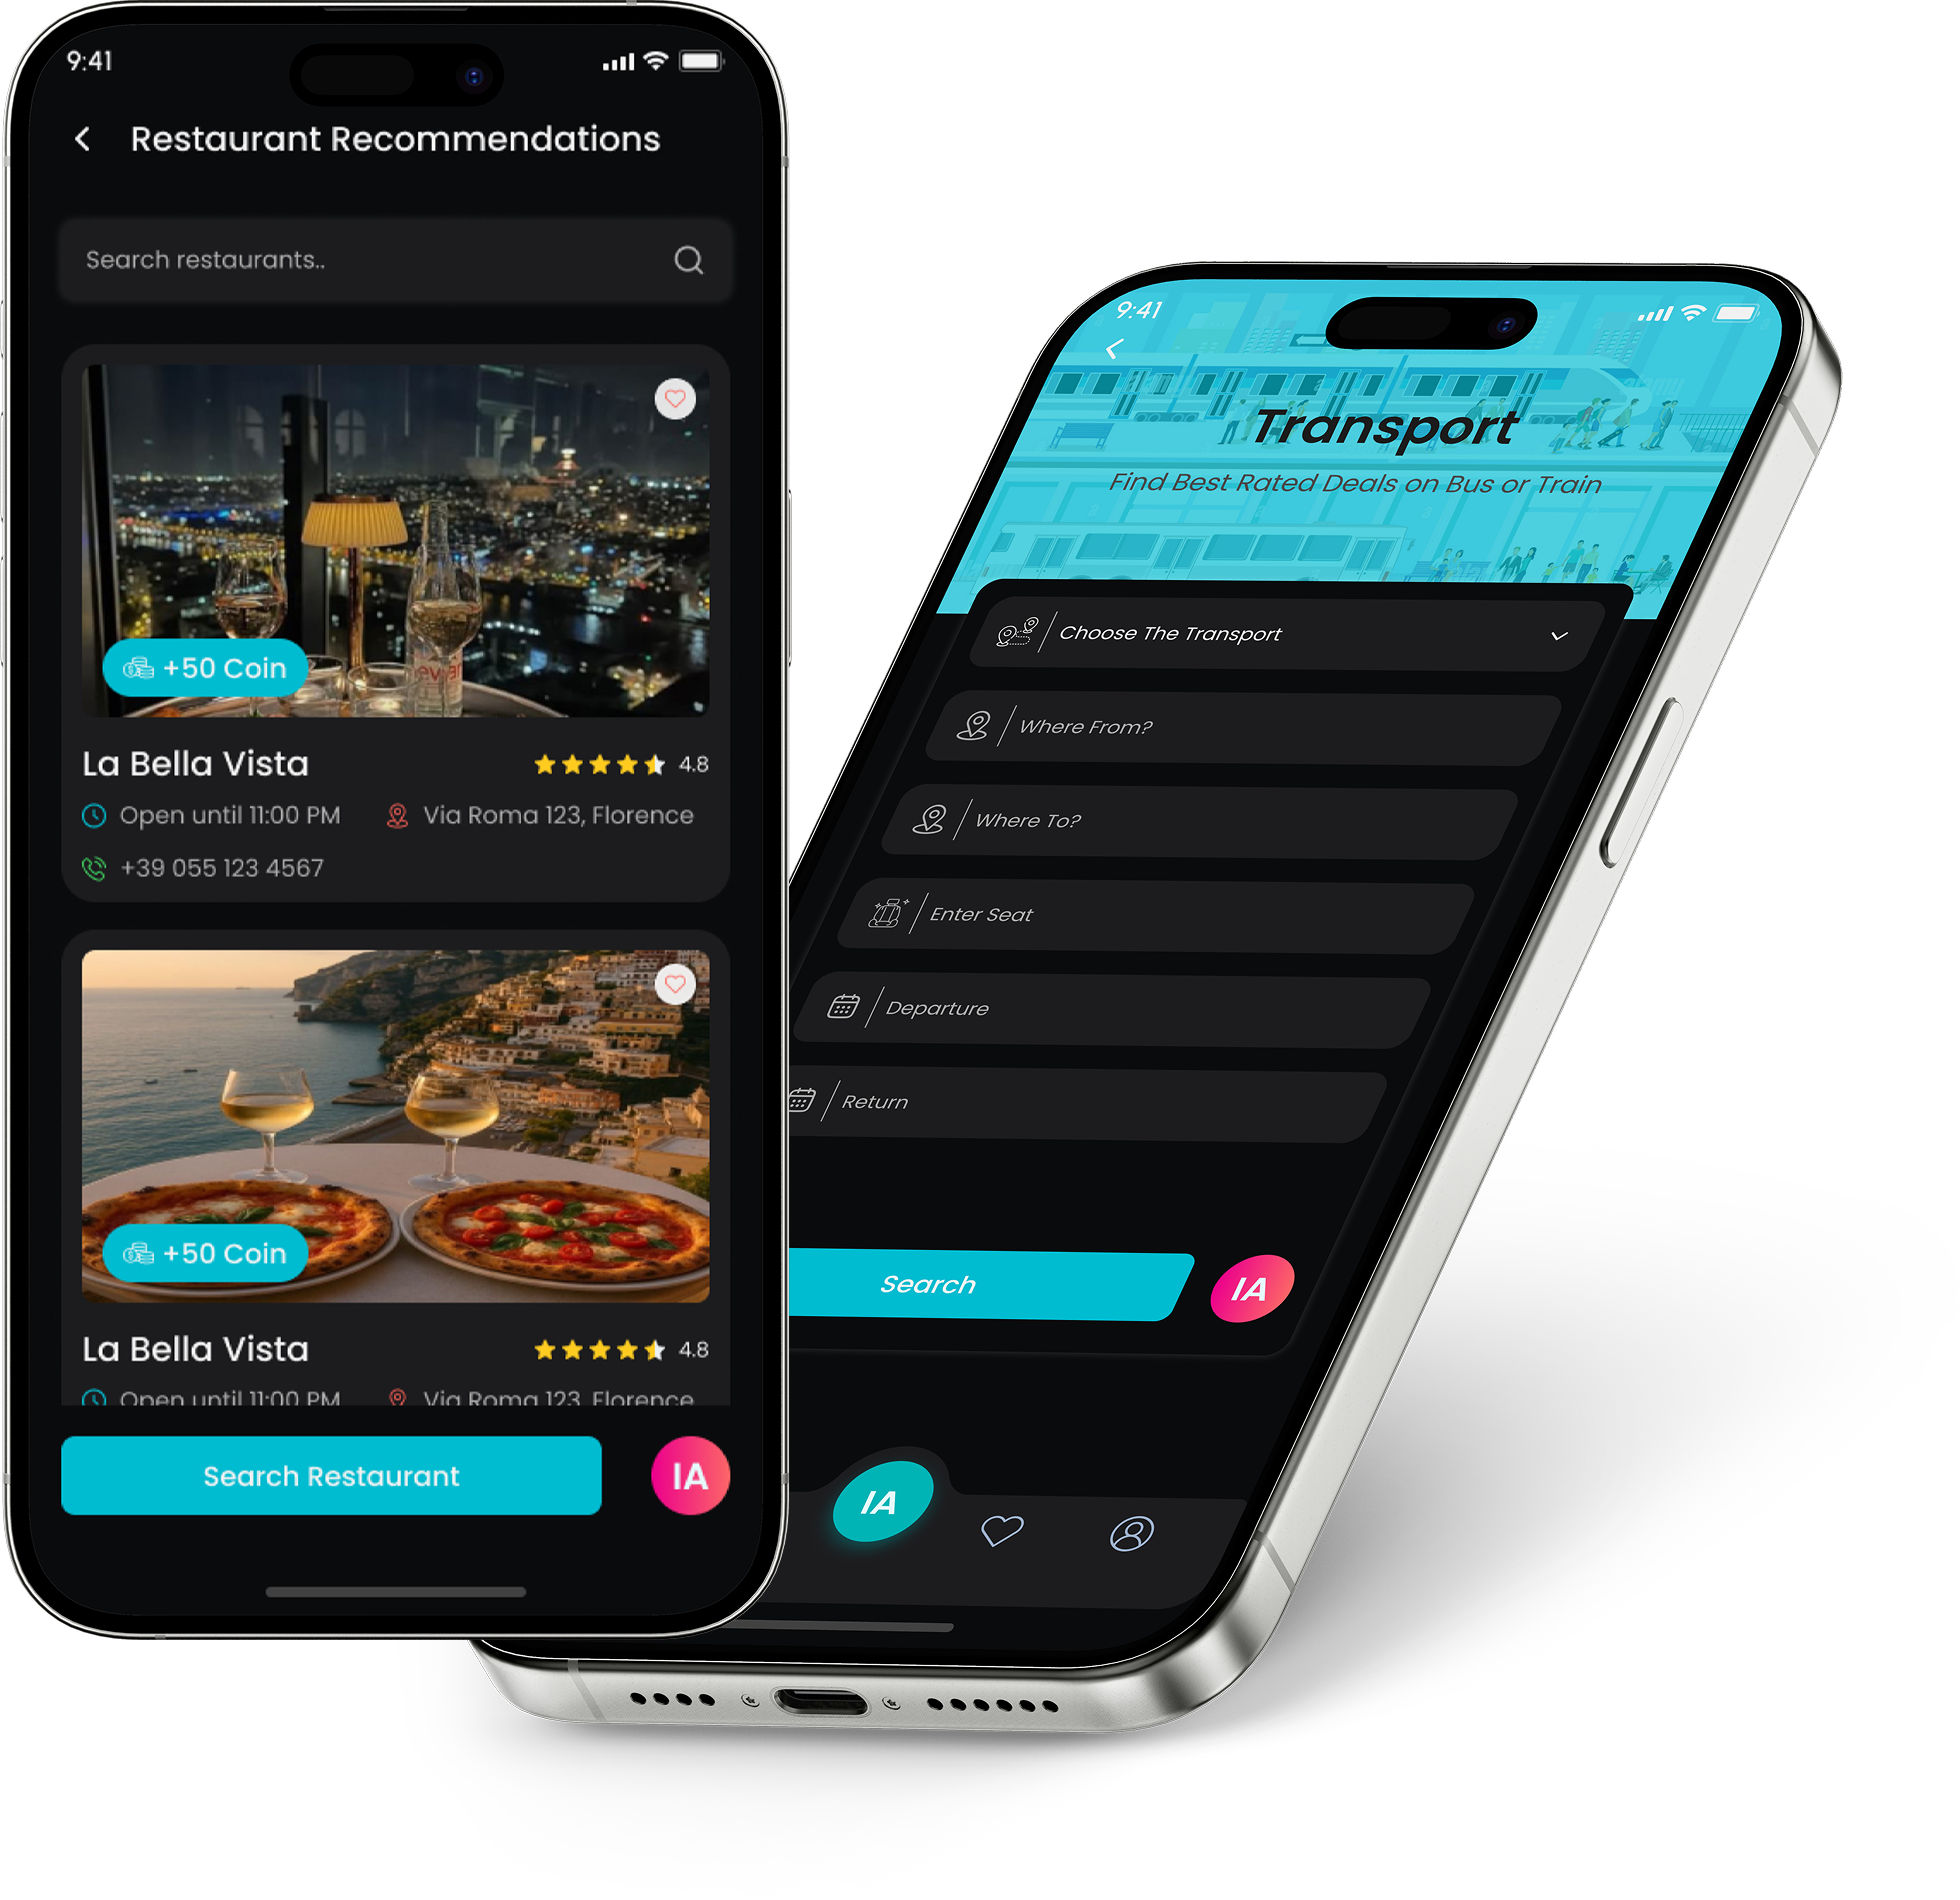 9:41
Restaurant Recommendations
Search restaurants..
+50 Coin
La Bella Vista
4.8
Open until 11:00 PM
Via Roma 123, Florence
+39 055 123 4567
+50 Coin
La Bella Vista
4.8
Open until 11:00 PM
Via Roma 123, Florence
Search Restaurant
IA
9:41
Transport
Find Best Rated Deals on Bus or Train
Choose The Transport
Where From?
Where To?
Enter Seat
Departure
Return
Search
IA
IA